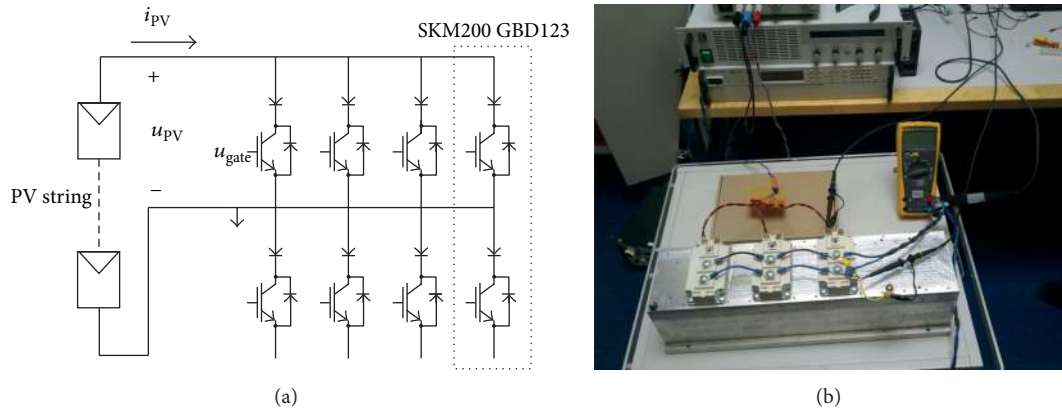 i_PV
SKM200 GBD123
+
u_PV
u_gate
−
PV string
(a)
(b)